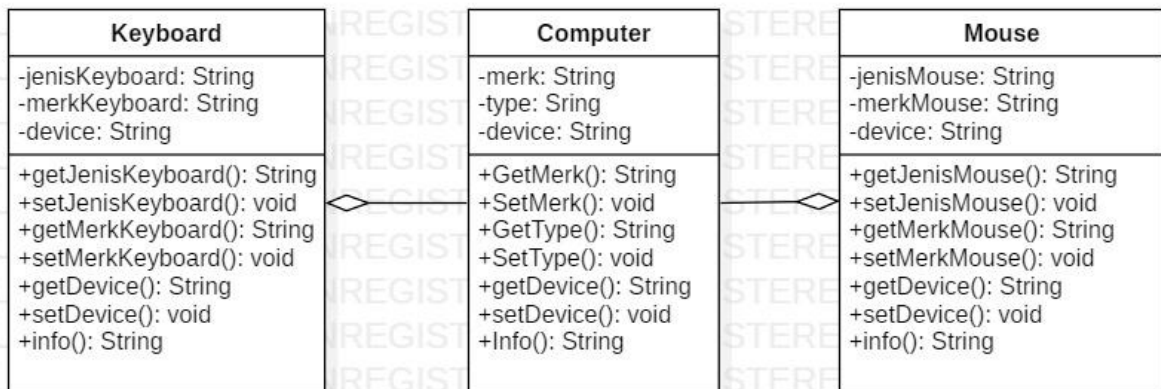 Keyboard
-jenisKeyboard: String
-merkKeyboard: String
-device: String
+getJenisKeyboard(): String
+setJenisKeyboard(): void
+getMerkKeyboard(): String
+setMerkKeyboard(): void
+getDevice(): String
+setDevice(): void
+info(): String
Computer
-merk: String
-type: Sring
-device: String
+GetMerk(): String
+SetMerk(): void
+GetType(): String
+SetType(): void
+getDevice(): String
+setDevice(): void
+Info(): String
Mouse
-jenisMouse: String
-merkMouse: String
-device: String
+getJenisMouse(): String
+setJenisMouse(): void
+getMerkMouse(): String
+setMerkMouse(): void
+getDevice(): String
+setDevice(): void
+info(): String